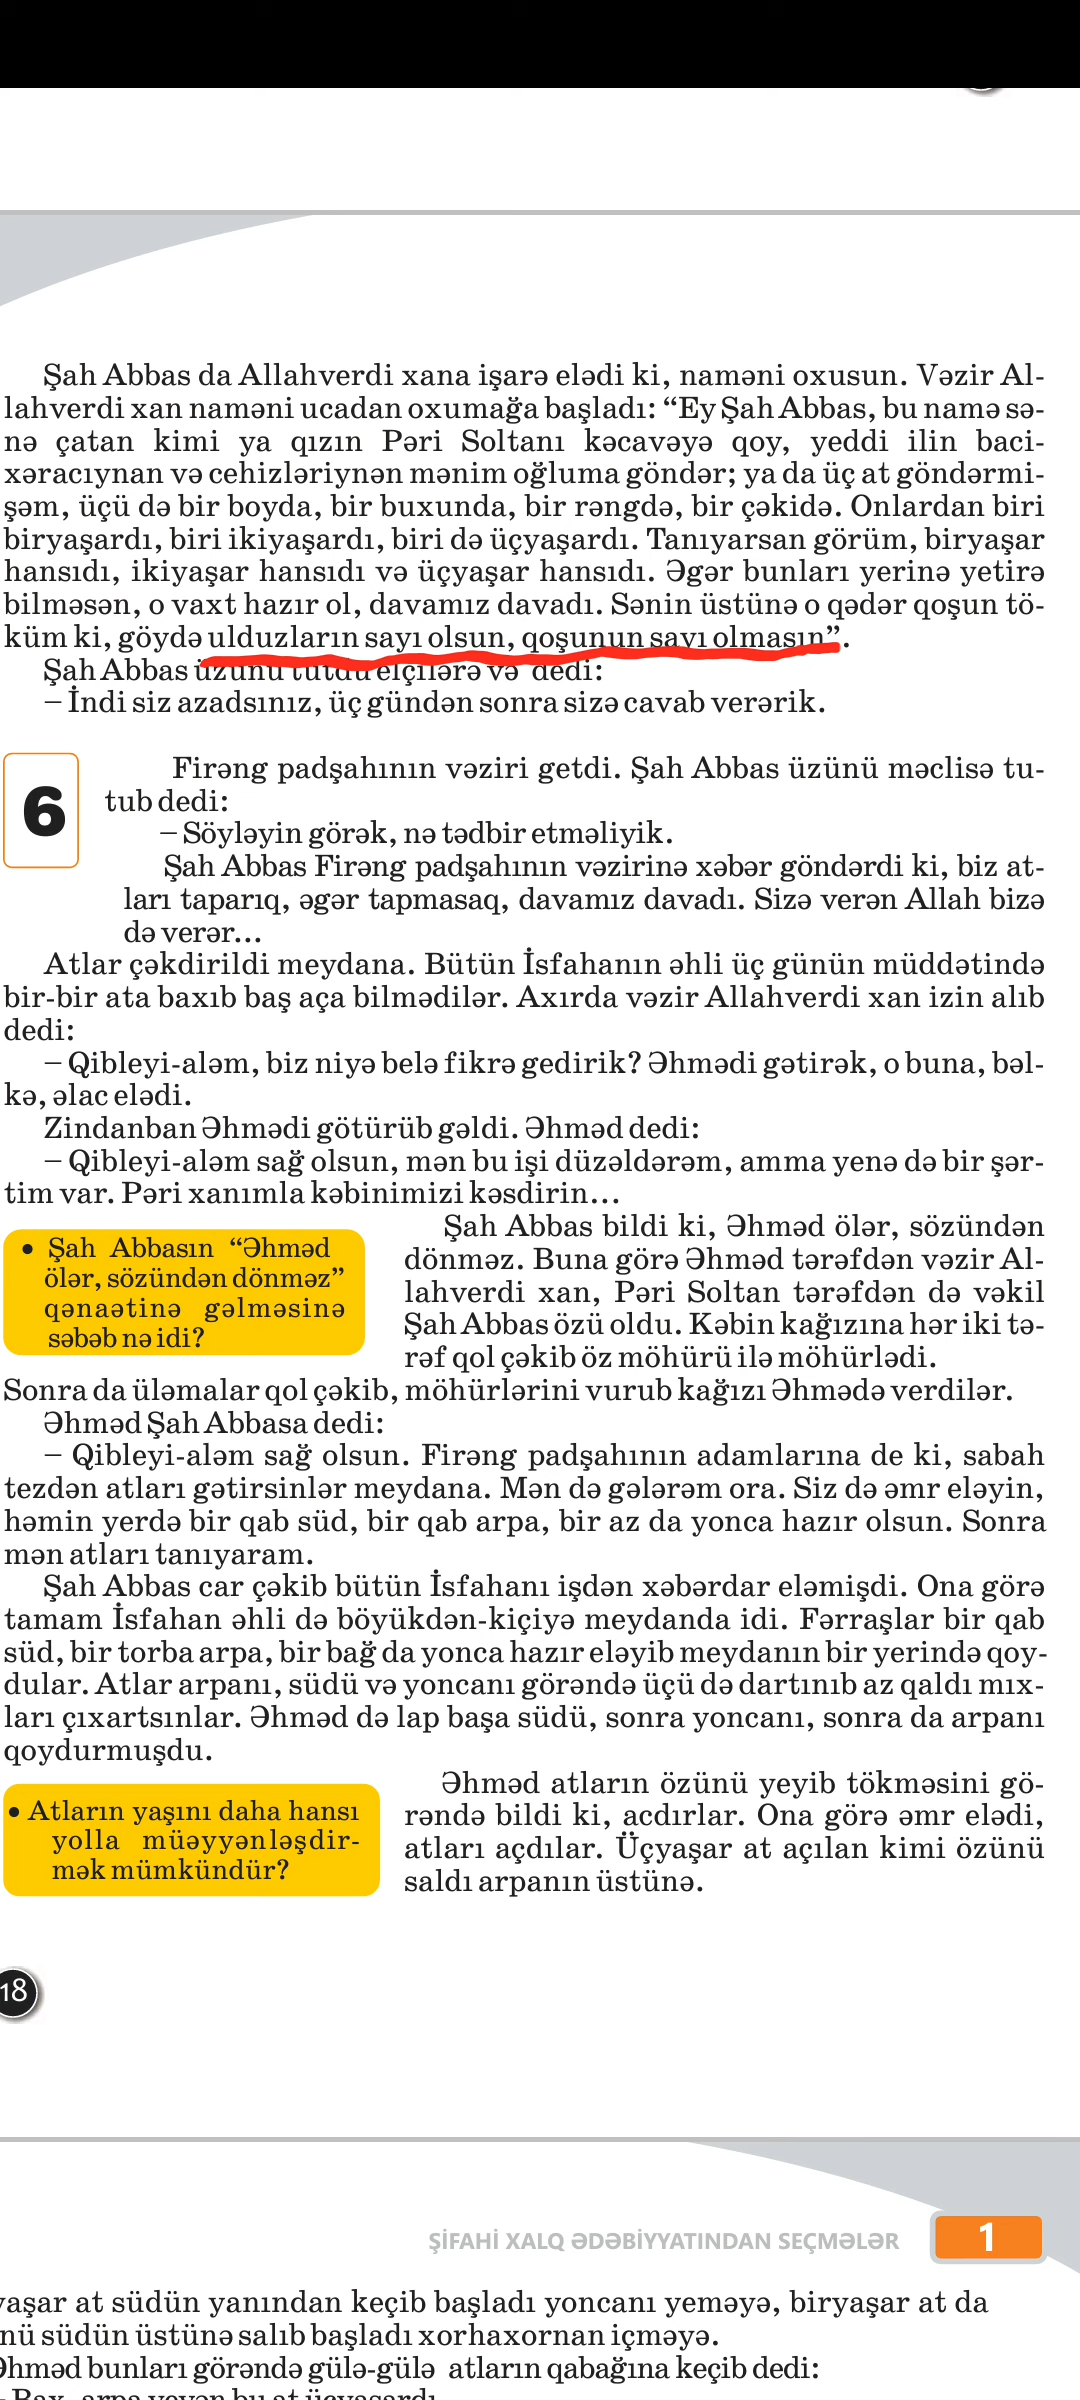 Şah Abbas da Allahverdi xana işarə elədi ki, naməni oxusun. Vəzir Al-
lahverdi xan naməni ucadan oxumağa başladı: “Ey Şah Abbas, bu namə sə-
nə çatan kimi ya qızın Pəri Soltanı kəcavəyə qoy, yeddi ilin baci-
xəracıynan və cehizləriynən mənim oğluma göndər; ya da üç at göndərmi-
şəm, üçü də bir boyda, bir buxunda, bir rəngdə, bir çəkidə. Onlardan biri
biryaşardı, biri ikiyaşardı, biri də üçyaşardı. Tanıyarsan görüm, biryaşar
hansıdı, ikiyaşar hansıdı və üçyaşar hansıdı. Əgər bunları yerinə yetirə
bilməsən, o vaxt hazır ol, davamız davadı. Sənin üstünə o qədər qoşun tö-
küm ki, göydə ulduzların sayı olsun, qoşunun sayı olmasın”.
Şah Abbas üzünü tutdu elçilərə və dedi:
– İndi siz azadsınız, üç gündən sonra sizə cavab verərik.
6
Firəng padşahının vəziri getdi. Şah Abbas üzünü məclisə tu-
tub dedi:
– Söyləyin görək, nə tədbir etməliyik.
Şah Abbas Firəng padşahının vəzirinə xəbər göndərdi ki, biz at-
ları taparıq, əgər tapmasaq, davamız davadı. Sizə verən Allah bizə
də verər...
Atlar çəkdirildi meydana. Bütün İsfahanın əhli üç günün müddətində
bir-bir ata baxıb baş aça bilmədilər. Axırda vəzir Allahverdi xan izin alıb
dedi:
– Qibleyi-aləm, biz niyə belə fikrə gedirik? Əhmədi gətirək, o buna, bəl-
kə, əlac elədi.
Zindanban Əhmədi götürüb gəldi. Əhməd dedi:
– Qibleyi-aləm sağ olsun, mən bu işi düzəldərəm, amma yenə də bir şər-
tim var. Pəri xanımla kəbinimizi kəsdirin...
• Şah Abbasın “Əhməd
ölər, sözündən dönməz”
qənaətinə gəlməsinə
səbəb nə idi?
Şah Abbas bildi ki, Əhməd ölər, sözündən
dönməz. Buna görə Əhməd tərəfdən vəzir Al-
lahverdi xan, Pəri Soltan tərəfdən də vəkil
Şah Abbas özü oldu. Kəbin kağızına hər iki tə-
rəf qol çəkib öz möhürü ilə möhürlədi.
Sonra da üləmalar qol çəkib, möhürlərini vurub kağızı Əhmədə verdilər.
Əhməd Şah Abbasa dedi:
– Qibleyi-aləm sağ olsun. Firəng padşahının adamlarına de ki, sabah
tezdən atları gətirsinlər meydana. Mən də gələrəm ora. Siz də əmr eləyin,
həmin yerdə bir qab süd, bir qab arpa, bir az da yonca hazır olsun. Sonra
mən atları tanıyaram.
Şah Abbas car çəkib bütün İsfahanı işdən xəbərdar eləmişdi. Ona görə
tamam İsfahan əhli də böyükdən-kiçiyə meydanda idi. Fərraşlar bir qab
süd, bir torba arpa, bir bağ da yonca hazır eləyib meydanın bir yerində qoy-
dular. Atlar arpanı, südü və yoncanı görəndə üçü də dartınıb az qaldı mıx-
ları çıxartsınlar. Əhməd də lap başa südü, sonra yoncanı, sonra da arpanı
qoydurmuşdu.
• Atların yaşını daha hansı
yolla müəyyənləşdir-
mək mümkündür?
Əhməd atların özünü yeyib tökməsini gö-
rəndə bildi ki, acdırlar. Ona görə əmr elədi,
atları açdılar. Üçyaşar at açılan kimi özünü
saldı arpanın üstünə.
18
ŞİFAHİ XALQ ƏDƏBİYYATINDAN SEÇMƏLƏR
1
yaşar at südün yanından keçib başladı yoncanı yeməyə, biryaşar at da
nü südün üstünə salıb başladı xorhaxornan içməyə.
Əhməd bunları görəndə gülə-gülə atların qabağına keçib dedi:
– Bax, arpa yeyən bu at üçyaşardı